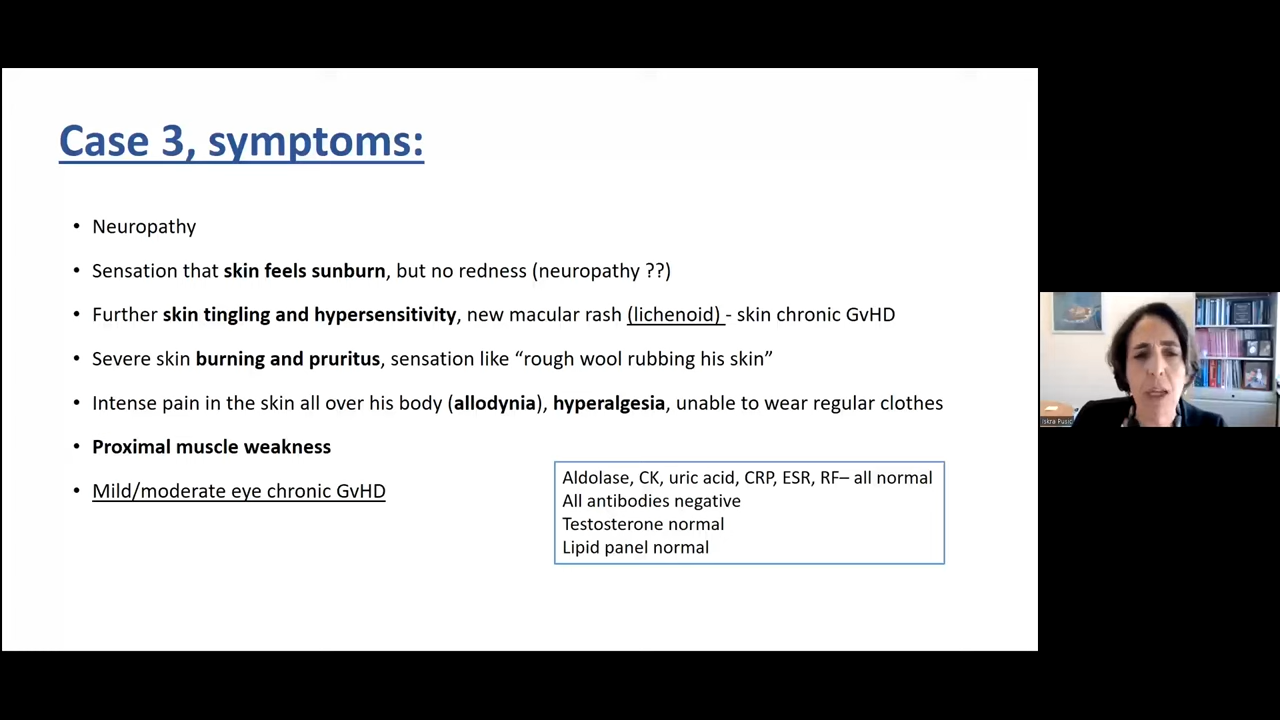 Case 3, symptoms:
• Neuropathy
• Sensation that skin feels sunburn, but no redness (neuropathy ??)
• Further skin tingling and hypersensitivity, new macular rash (lichenoid) - skin chronic GvHD
• Severe skin burning and pruritus, sensation like “rough wool rubbing his skin”
• Intense pain in the skin all over his body (allodynia), hyperalgesia, unable to wear regular clothes
• Proximal muscle weakness
• Mild/moderate eye chronic GvHD
Aldolase, CK, uric acid, CRP, ESR, RF– all normal
All antibodies negative
Testosterone normal
Lipid panel normal
Iskra Pusic